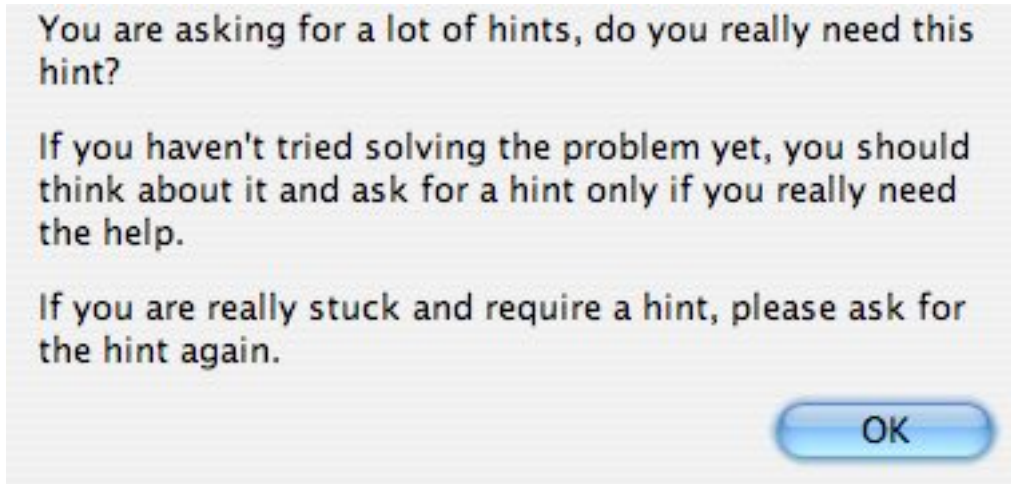 You are asking for a lot of hints, do you really need this
hint?
If you haven't tried solving the problem yet, you should
think about it and ask for a hint only if you really need
the help.
If you are really stuck and require a hint, please ask for
the hint again.
OK